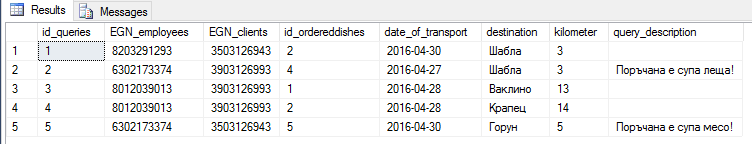 Results Messages
id_queries EGN_employees EGN_clients id_ordereddishes date_of_transport destination kilometer query_description
1 1 8203291293 3503126943 2 2016-04-30 Шабла 3
2 2 6302173374 3903126993 4 2016-04-27 Шабла 3 Поръчана е супа леща!
3 3 8012039013 3903126993 1 2016-04-28 Ваклино 13
4 4 8012039013 3903126943 2 2016-04-28 Крапец 14
5 5 6302173374 3503126943 5 2016-04-30 Горун 5 Поръчана е супа месо!